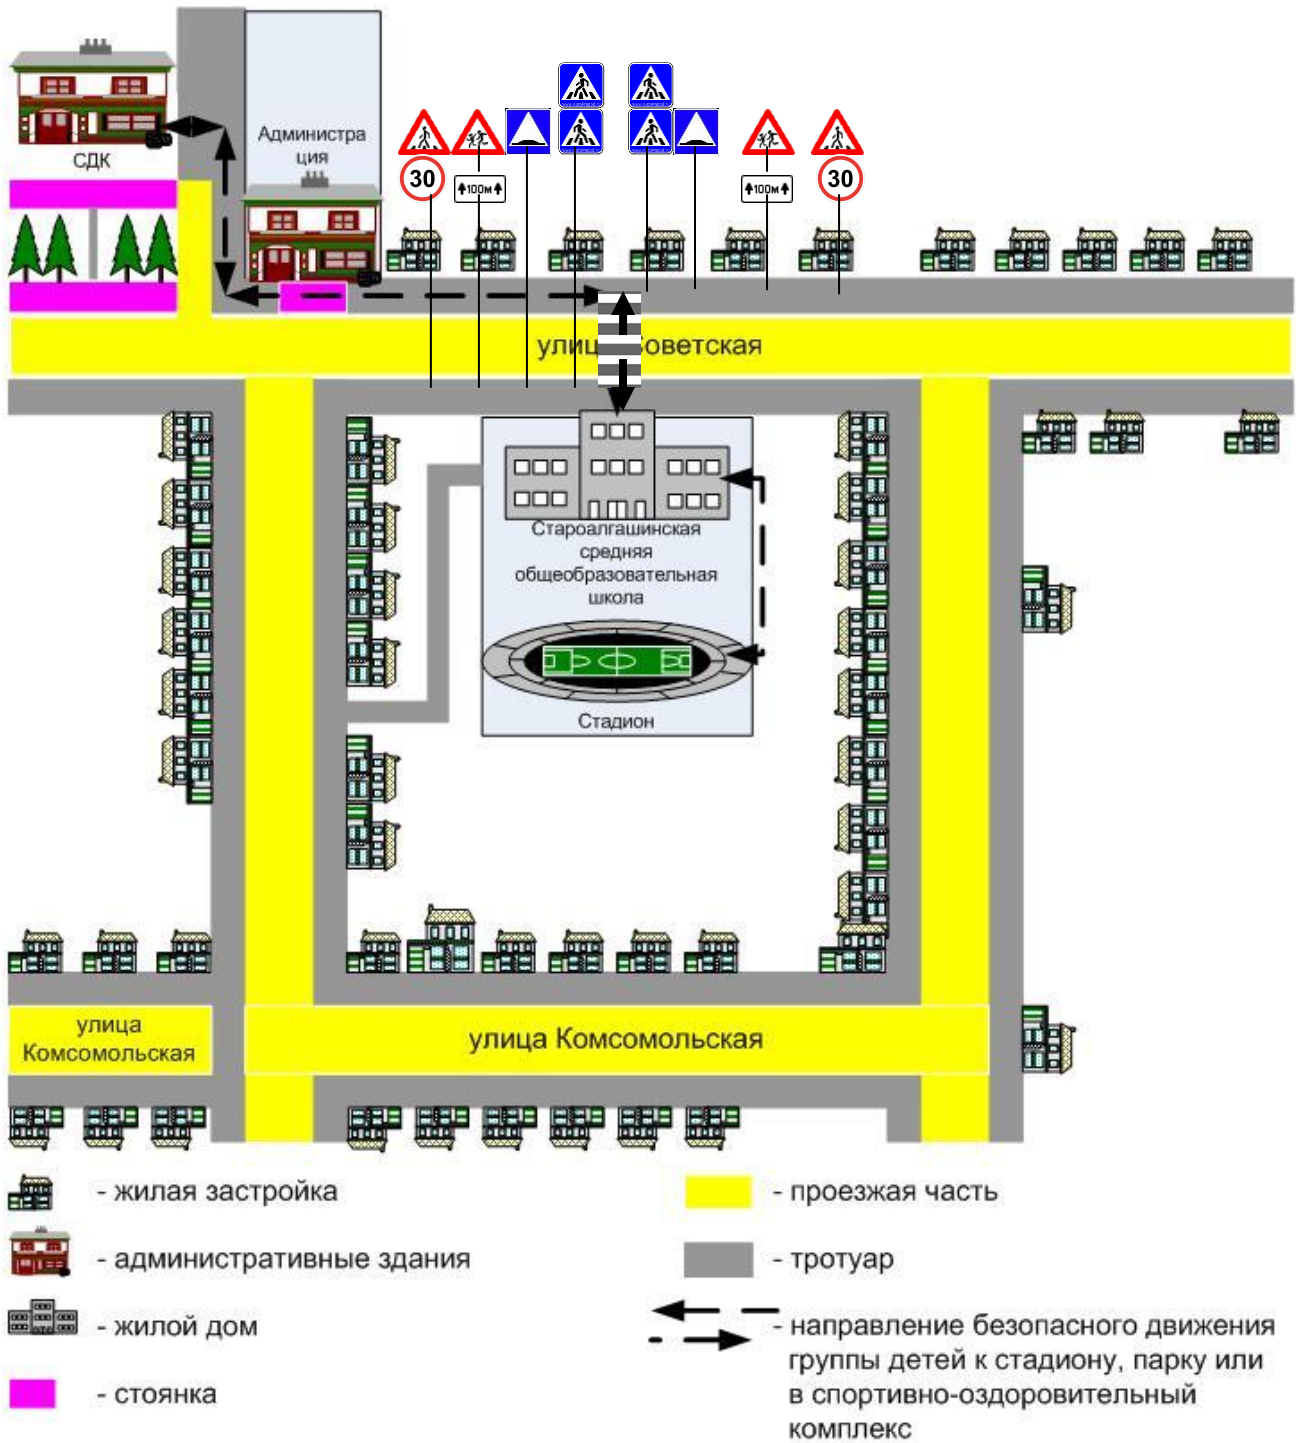 СДК
Администра
ция
30
100м
100м
30
улица Советская
Староалгашинская
средняя
общеобразовательная
школа
Стадион
улица
Комсомольская
улица Комсомольская
- жилая застройка
- административные здания
- жилой дом
- стоянка
- проезжая часть
- тротуар
- направление безопасного движения
группы детей к стадиону, парку или
в спортивно-оздоровительный
комплекс